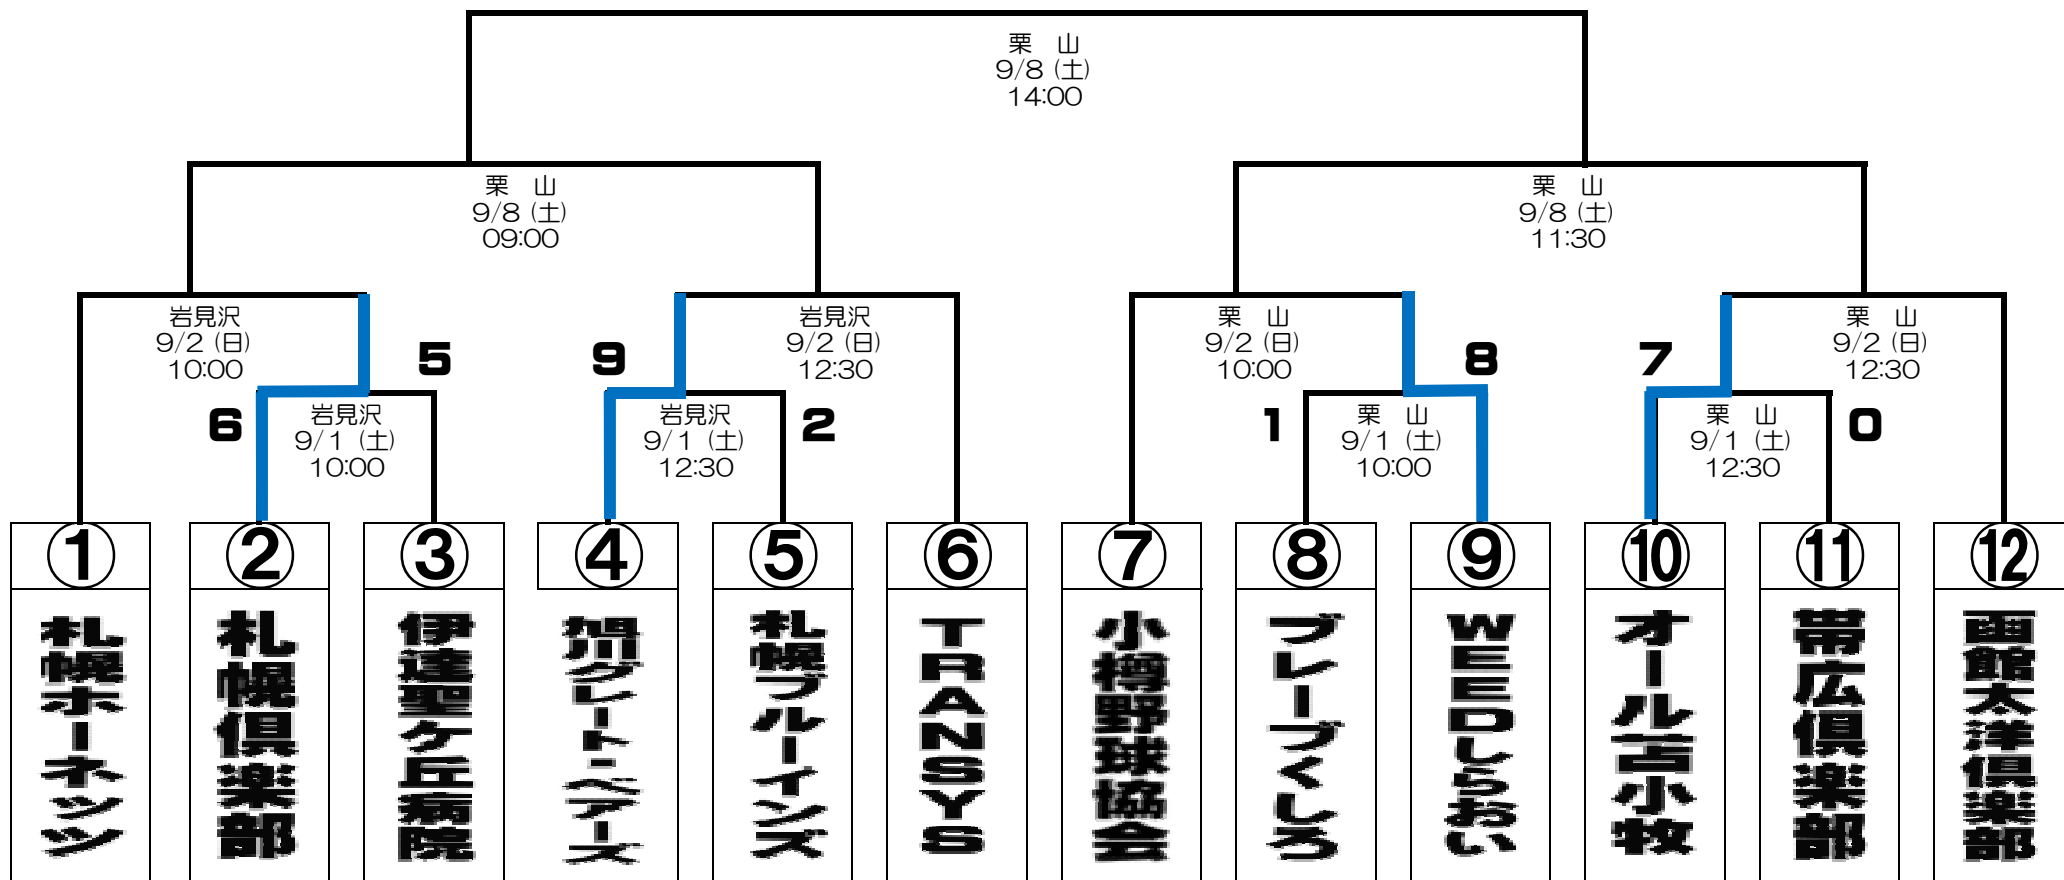 栗　山
9/8 (土)
14:00
栗　山
9/8 (土)
09:00
栗　山
9/8 (土)
11:30
岩見沢
9/2 (日)
10:00
岩見沢
9/2 (日)
12:30
栗　山
9/2 (日)
10:00
栗　山
9/2 (日)
12:30
5
9
8
7
6
岩見沢
9/1 (土)
10:00
岩見沢
9/1 (土)
12:30
2
1
栗　山
9/1 (土)
10:00
栗　山
9/1 (土)
12:30
0
①
②
③
④
⑤
⑥
⑦
⑧
⑨
⑩
⑪
⑫
札幌ホーネッツ
札幌倶楽部
伊達聖ケ丘病院
旭川グレート・ベアーズ
札幌ブルーインズ
TRANSYS
小樽野球協会
ブレーブくしろ
WEEDしらおい
オール苫小牧
帯広倶楽部
函館太洋倶楽部